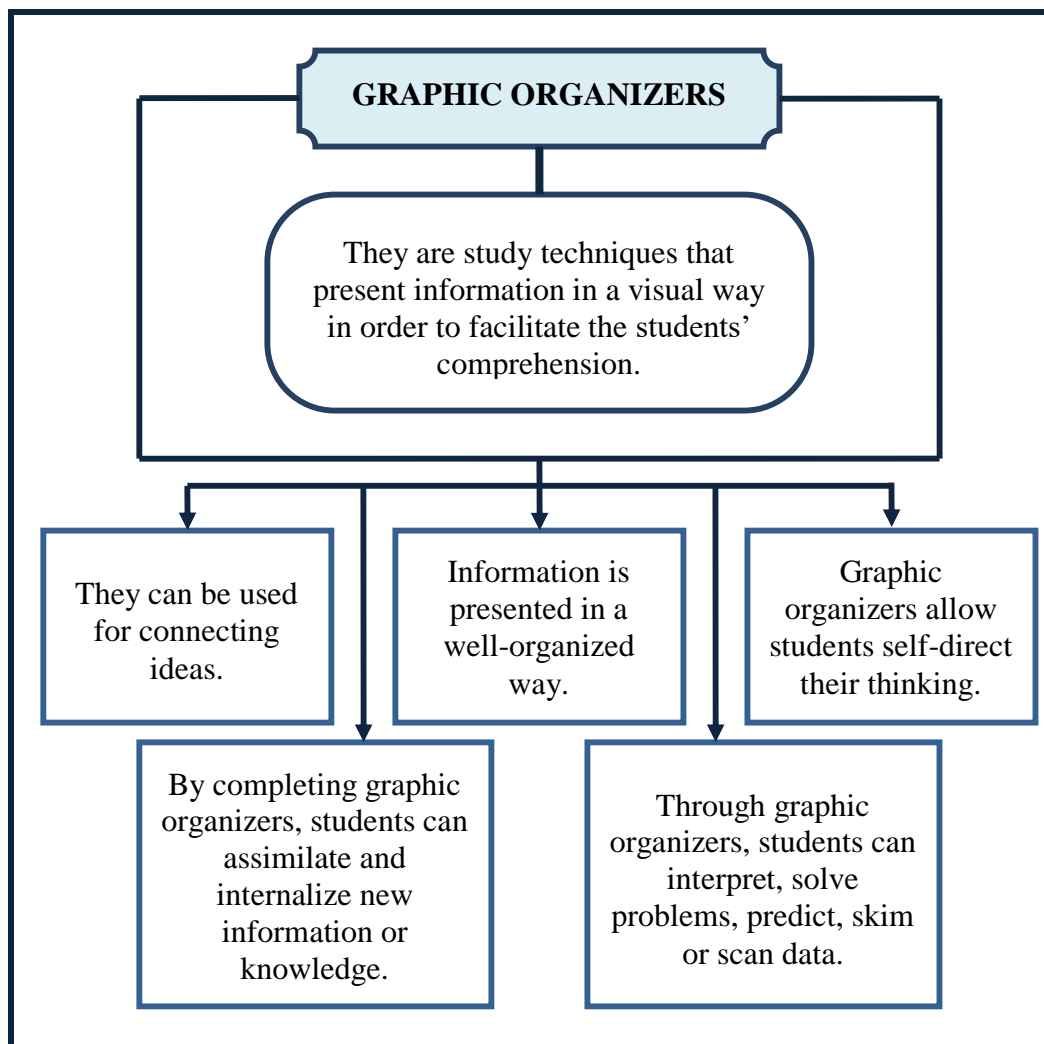 GRAPHIC ORGANIZERS
They are study techniques that
present information in a visual way
in order to facilitate the students’
comprehension.
They can be used
for connecting
ideas.
Information is
presented in a
well-organized
way.
Graphic
organizers allow
students self-direct
their thinking.
By completing graphic
organizers, students can
assimilate and
internalize new
information or
knowledge.
Through graphic
organizers, students can
interpret, solve
problems, predict, skim
or scan data.